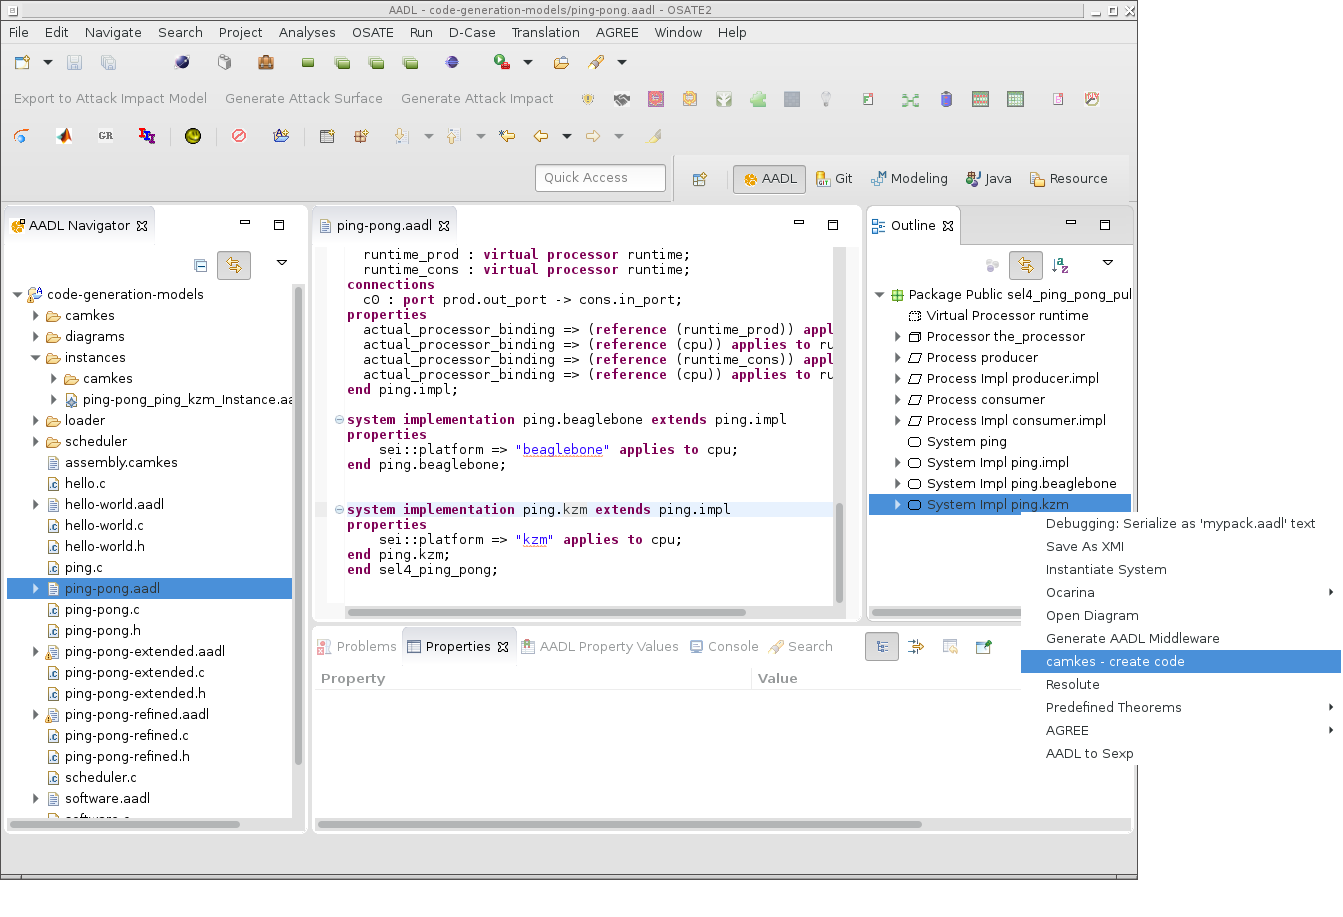 AADL - code-generation-models/ping-pong.aadl - OSATE2
File Edit Navigate Search Project Analyses OSATE Run D-Case Translation AGREE Window Help
Export to Attack Impact Model Generate Attack Surface Generate Attack Impact
GR
Quick Access
AADL Git Modeling Java Resource
AADL Navigator
code-generation-models
camkes
diagrams
instances
camkes
ping-pong_ping_kzm_Instance.aa
loader
scheduler
assembly.camkes
hello.c
hello-world.aadl
hello-world.c
hello-world.h
ping.c
ping-pong.aadl
ping-pong.c
ping-pong.h
ping-pong-extended.aadl
ping-pong-extended.c
ping-pong-extended.h
ping-pong-refined.aadl
ping-pong-refined.c
ping-pong-refined.h
scheduler.c
software.aadl
ping-pong.aadl
runtime_prod : virtual processor runtime;
runtime_cons : virtual processor runtime;
connections
c0 : port prod.out_port -> cons.in_port;
properties
actual_processor_binding => (reference (runtime_prod)) appl
actual_processor_binding => (reference (cpu)) applies to ru
actual_processor_binding => (reference (runtime_cons)) appl
actual_processor_binding => (reference (cpu)) applies to ru
end ping.impl;
system implementation ping.beaglebone extends ping.impl
properties
sei::platform => "beaglebone" applies to cpu;
end ping.beaglebone;
system implementation ping.kzm extends ping.impl
properties
sei::platform => "kzm" applies to cpu;
end ping.kzm;
end sel4_ping_pong;
Problems Properties AADL Property Values Console Search
Property Value
Outline
Package Public sel4_ping_pong_pul
Virtual Processor runtime
Processor the_processor
Process producer
Process Impl producer.impl
Process consumer
Process Impl consumer.impl
System ping
System Impl ping.impl
System Impl ping.beaglebone
System Impl ping.kzm
Debugging: Serialize as 'mypack.aadl' text
Save As XMI
Instantiate System
Ocarina
Open Diagram
Generate AADL Middleware
camkes - create code
Resolute
Predefined Theorems
AGREE
AADL to Sexp